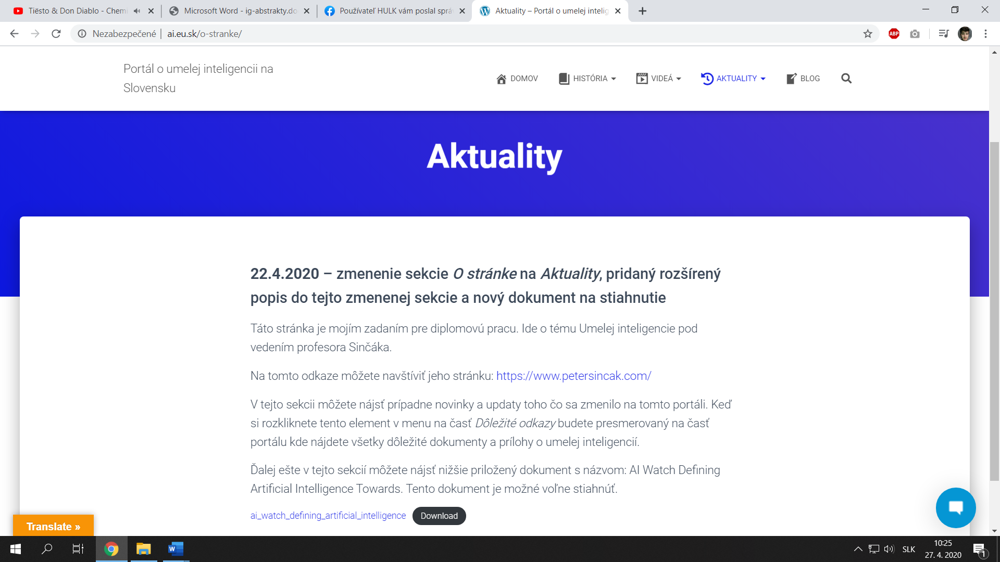 Tiësto & Don Diablo - Chemi
Microsoft Word - ig-abstrakty.do
Používateľ HULK vám poslal sprá
Aktuality – Portál o umelej intelig
Nezabezpečené
ai.eu.sk/o-stranke/
ABP
Portál o umelej inteligencii na
Slovensku
DOMOV
HISTÓRIA
VIDEÁ
AKTUALITY
BLOG
Aktuality
22.4.2020 – zmenenie sekcie O stránke na Aktuality, pridaný rozšírený
popis do tejto zmenenej sekcie a nový dokument na stiahnutie
Táto stránka je mojím zadaním pre diplomovú pracu. Ide o tému Umelej inteligencie pod
vedením profesora Sinčáka.
Na tomto odkaze môžete navštíviť jeho stránku: https://www.petersincak.com/
V tejto sekcii môžete nájsť prípadne novinky a updaty toho čo sa zmenilo na tomto portáli. Keď
si rozkliknete tento element v menu na časť Dôležité odkazy budete presmerovaný na časť
portálu kde nájdete všetky dôležité dokumenty a prílohy o umelej inteligencií.
Ďalej ešte v tejto sekcií môžete nájsť nižšie priložený dokument s názvom: AI Watch Defining
Artificial Intelligence Towards. Tento dokument je možné voľne stiahnúť.
ai_watch_defining_artificial_intelligence
Download
Translate »
W
SLK
10:25
27. 4. 2020
1